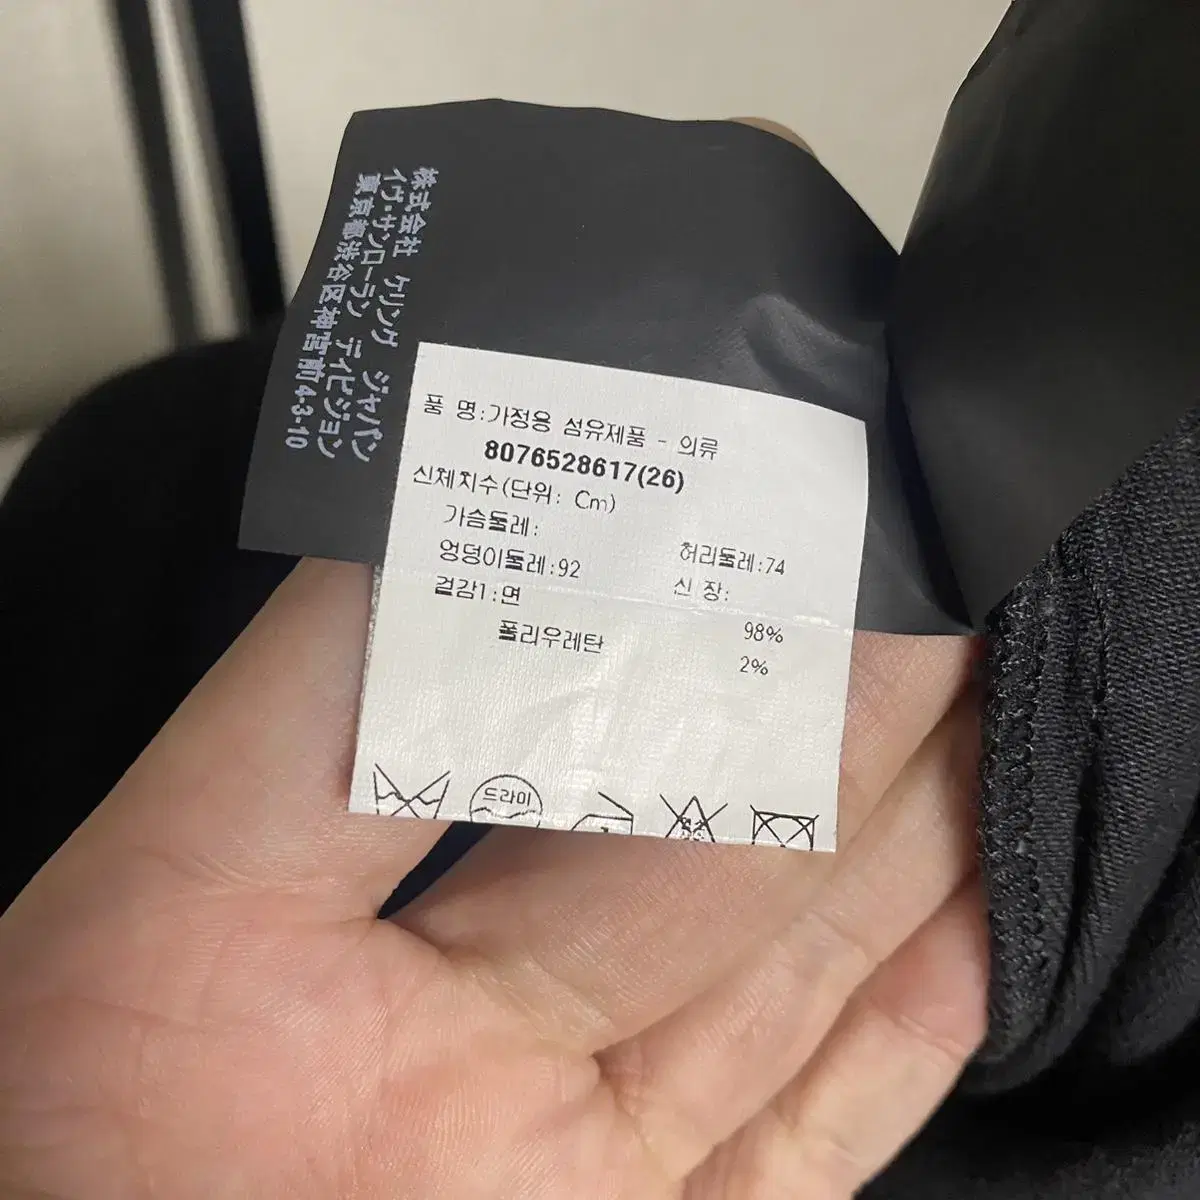 株式会社 ケリング ジャパン
イヴ・サンローラン ディビジョン
東京都渋谷区神宮前4-3-10
품 명:가정용 섬유제품 - 의류
8076528617(26)
신체치수(단위: Cm)
가슴둘레:
엉덩이둘레:92 허리둘레:74
겉감1:면 신 장:
98%
폴리우레탄 2%
드라이